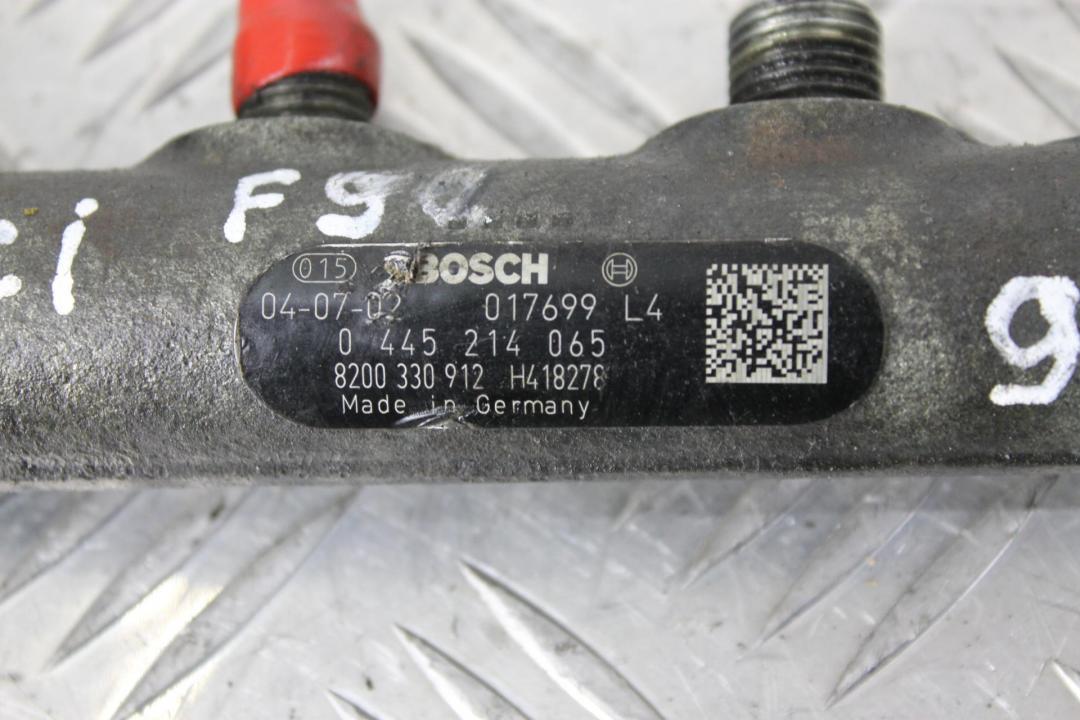 F9Q
015 BOSCH
04-07-02 017699 L4
0 445 214 065
8200 330 912 H418278
Made in Germany
9